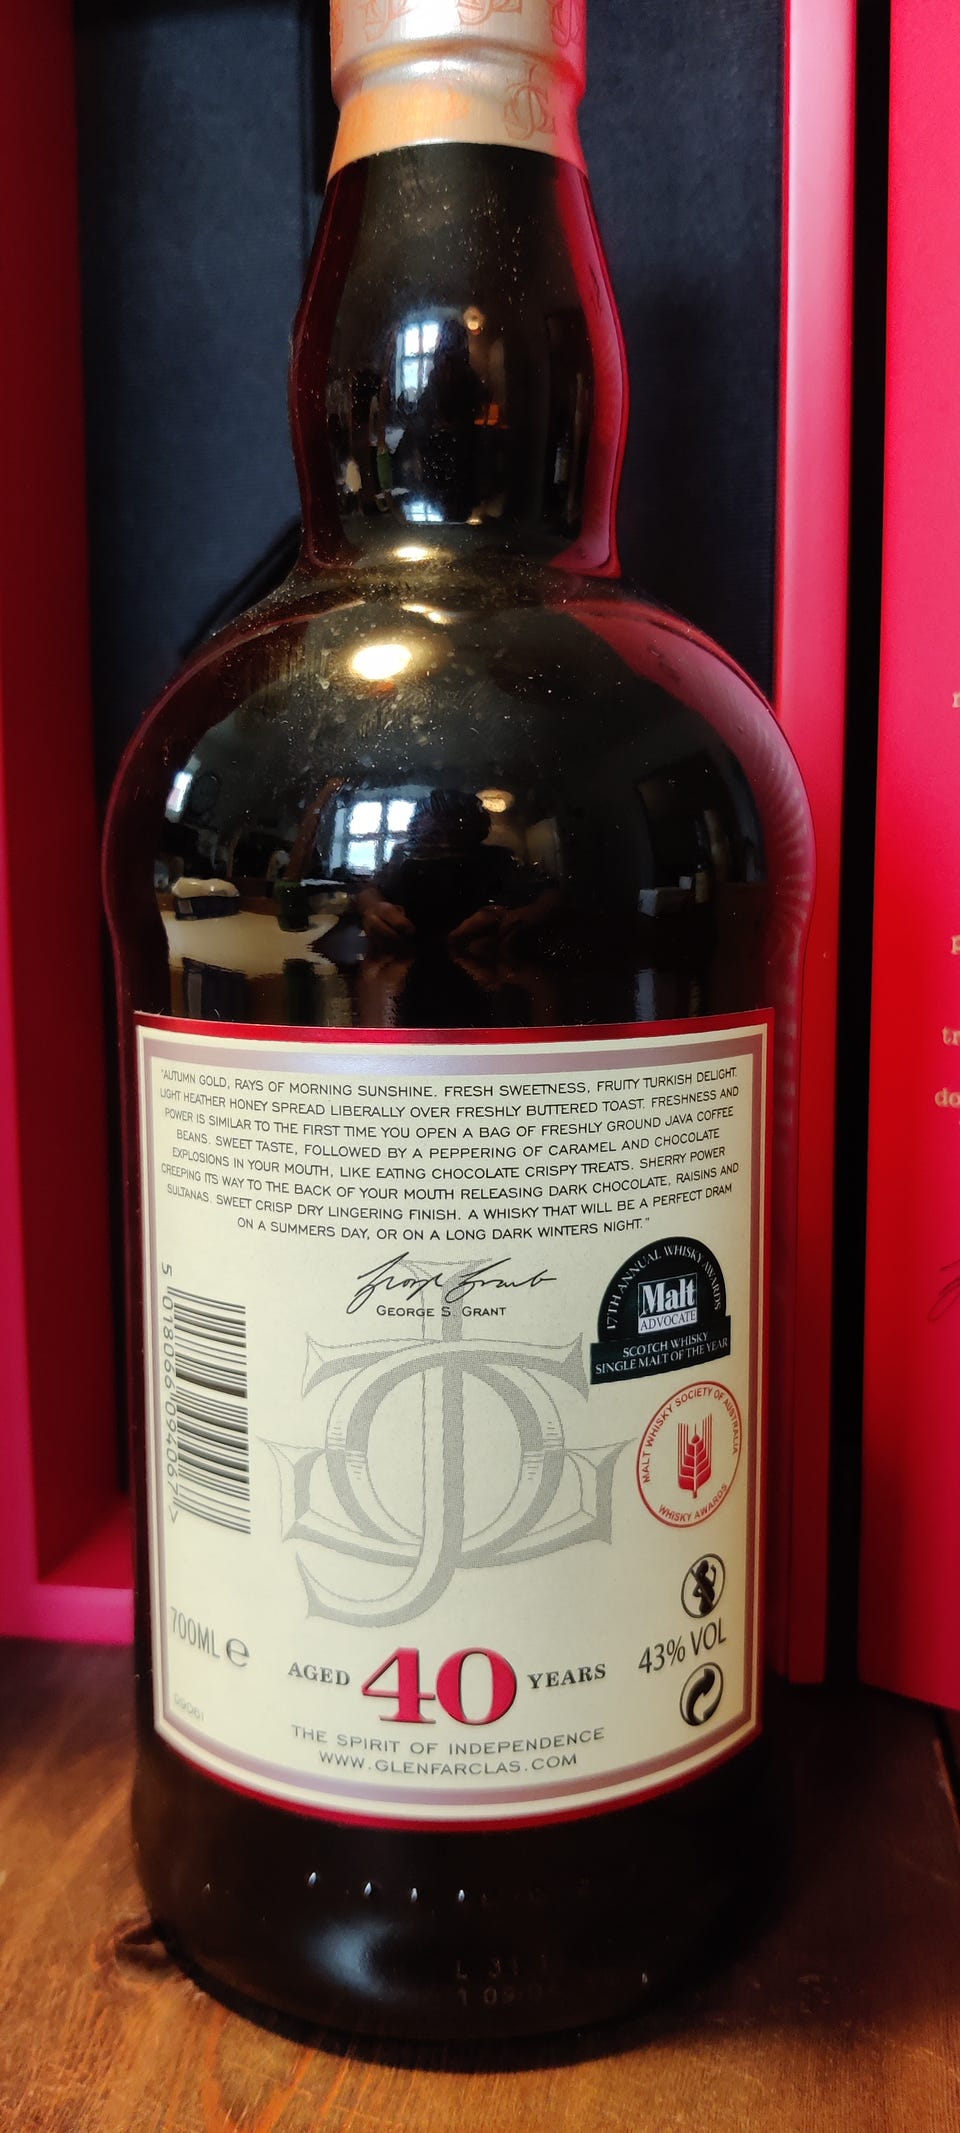 "AUTUMN GOLD, RAYS OF MORNING SUNSHINE. FRESH SWEETNESS, FRUITY TURKISH DELIGHT.
LIGHT HEATHER HONEY SPREAD LIBERALLY OVER FRESHLY BUTTERED TOAST. FRESHNESS AND
POWER IS SIMILAR TO THE FIRST TIME YOU OPEN A BAG OF FRESHLY GROUND JAVA COFFEE
BEANS. SWEET TASTE, FOLLOWED BY A PEPPERING OF CARAMEL AND CHOCOLATE
EXPLOSIONS IN YOUR MOUTH, LIKE EATING CHOCOLATE CRISPY TREATS. SHERRY POWER
CREEPING ITS WAY TO THE BACK OF YOUR MOUTH RELEASING DARK CHOCOLATE, RAISINS AND
SULTANAS. SWEET CRISP DRY LINGERING FINISH. A WHISKY THAT WILL BE A PERFECT DRAM
ON A SUMMERS DAY, OR ON A LONG DARK WINTERS NIGHT."
George S. Grant
GEORGE S. GRANT
17TH ANNUAL WHISKY AWARDS
Malt
ADVOCATE
SCOTCH WHISKY
SINGLE MALT OF THE YEAR
5 018066 094067 >
MALT WHISKY SOCIETY OF AUSTRALIA
WHISKY AWARDS
700ML e
AGED 40 YEARS
43% VOL
09061
THE SPIRIT OF INDEPENDENCE
WWW.GLENFARCLAS.COM